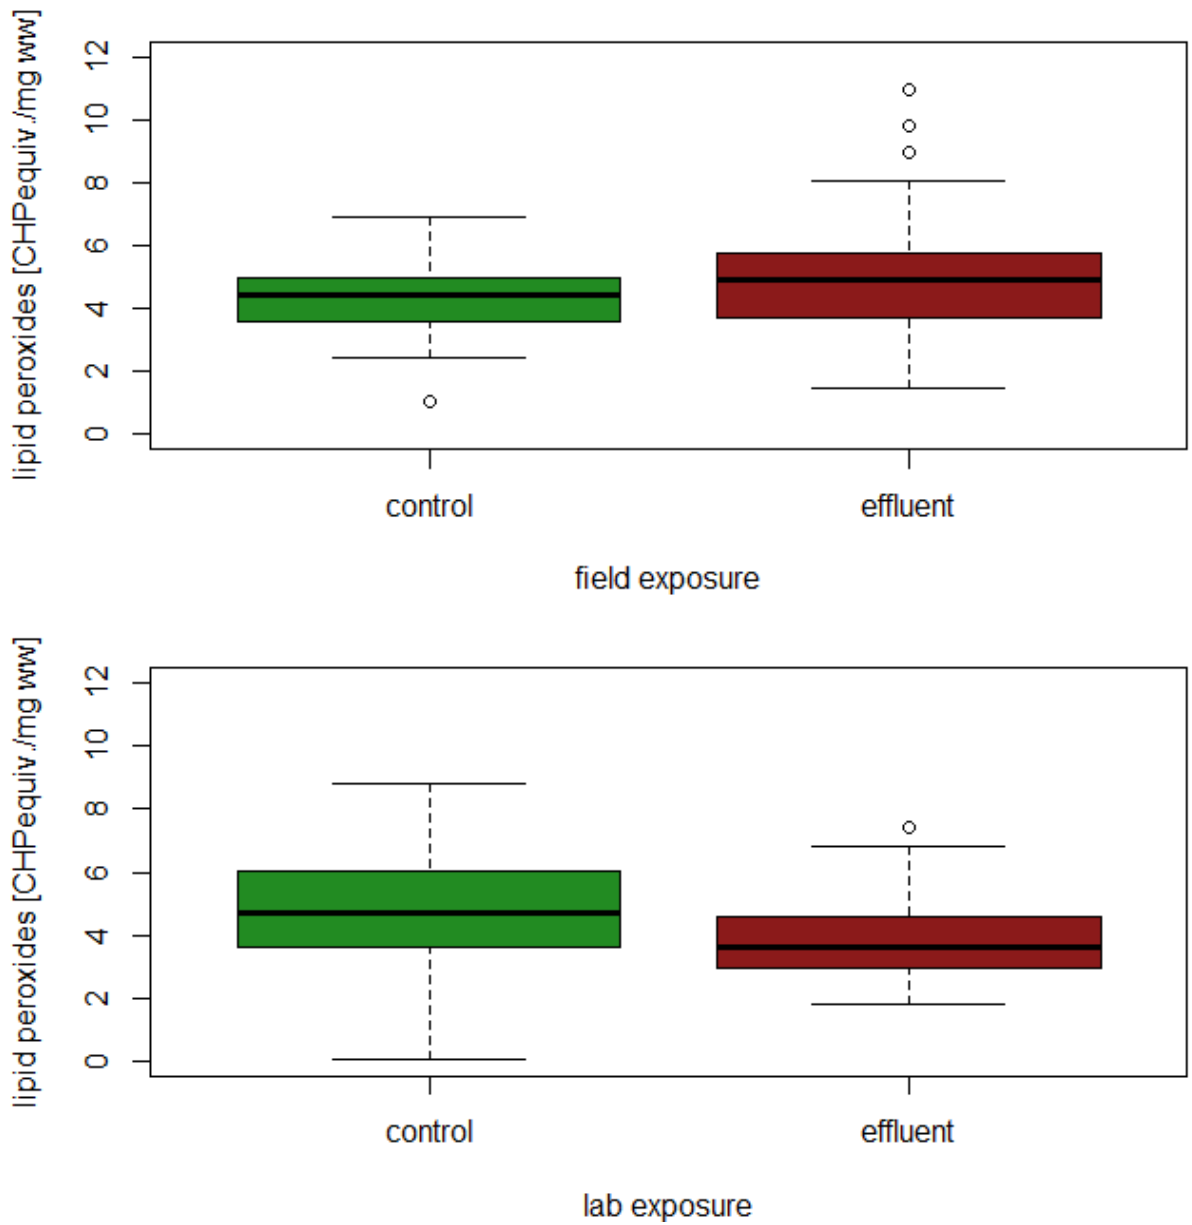 lipid peroxides [CHPequiv./mg ww]
12
10
8
6
4
2
0
control effluent
field exposure
lipid peroxides [CHPequiv./mg ww]
12
10
8
6
4
2
0
control effluent
lab exposure